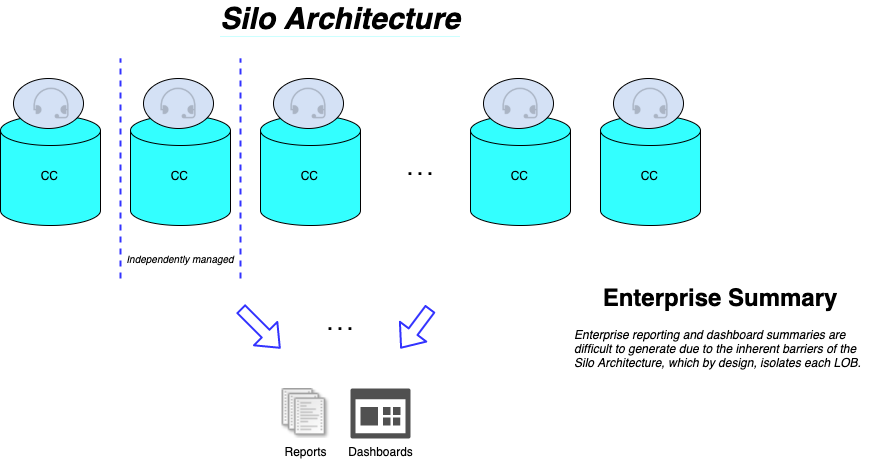 Silo Architecture
CC
CC
CC
...
CC
CC
Independently managed
...
Enterprise Summary
Enterprise reporting and dashboard summaries are
difficult to generate due to the inherent barriers of the
Silo Architecture, which by design, isolates each LOB.
Reports
Dashboards